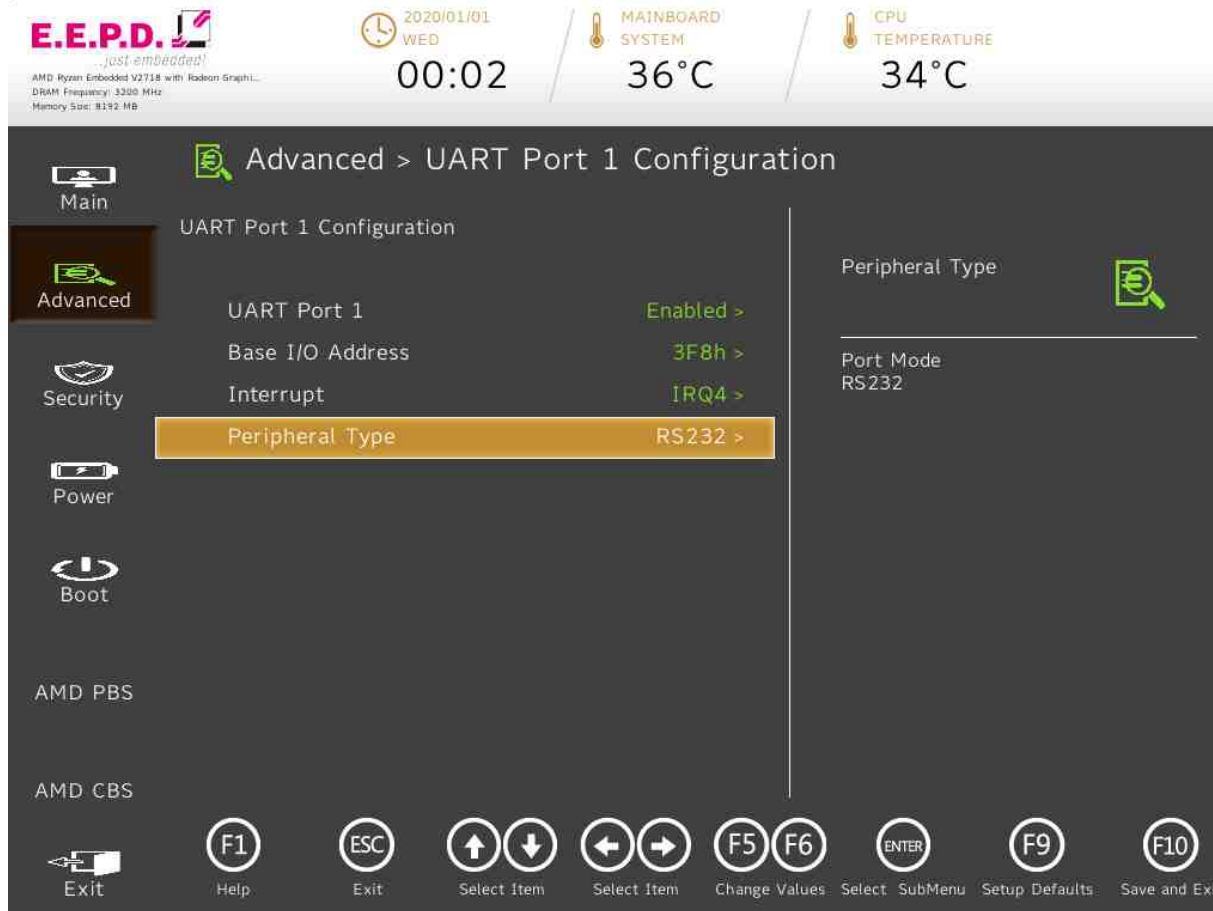 E.E.P.D.
...just embedded!
AMD Ryzen Embedded V2718 with Radeon Graphi...
DRAM Frequency: 3200 MHz
Memory Size: 8192 MB
2020/01/01
WED
00:02
MAINBOARD
SYSTEM
36°C
CPU
TEMPERATURE
34°C
Main
Advanced
Security
Power
Boot
AMD PBS
AMD CBS
Exit
Advanced > UART Port 1 Configuration
UART Port 1 Configuration
UART Port 1 Enabled >
Base I/O Address 3F8h >
Interrupt IRQ4 >
Peripheral Type RS232 >
Peripheral Type
Port Mode
RS232
F1 ESC F5 F6 ENTER F9 F10
Help Exit Select Item Select Item Change Values Select SubMenu Setup Defaults Save and Ex